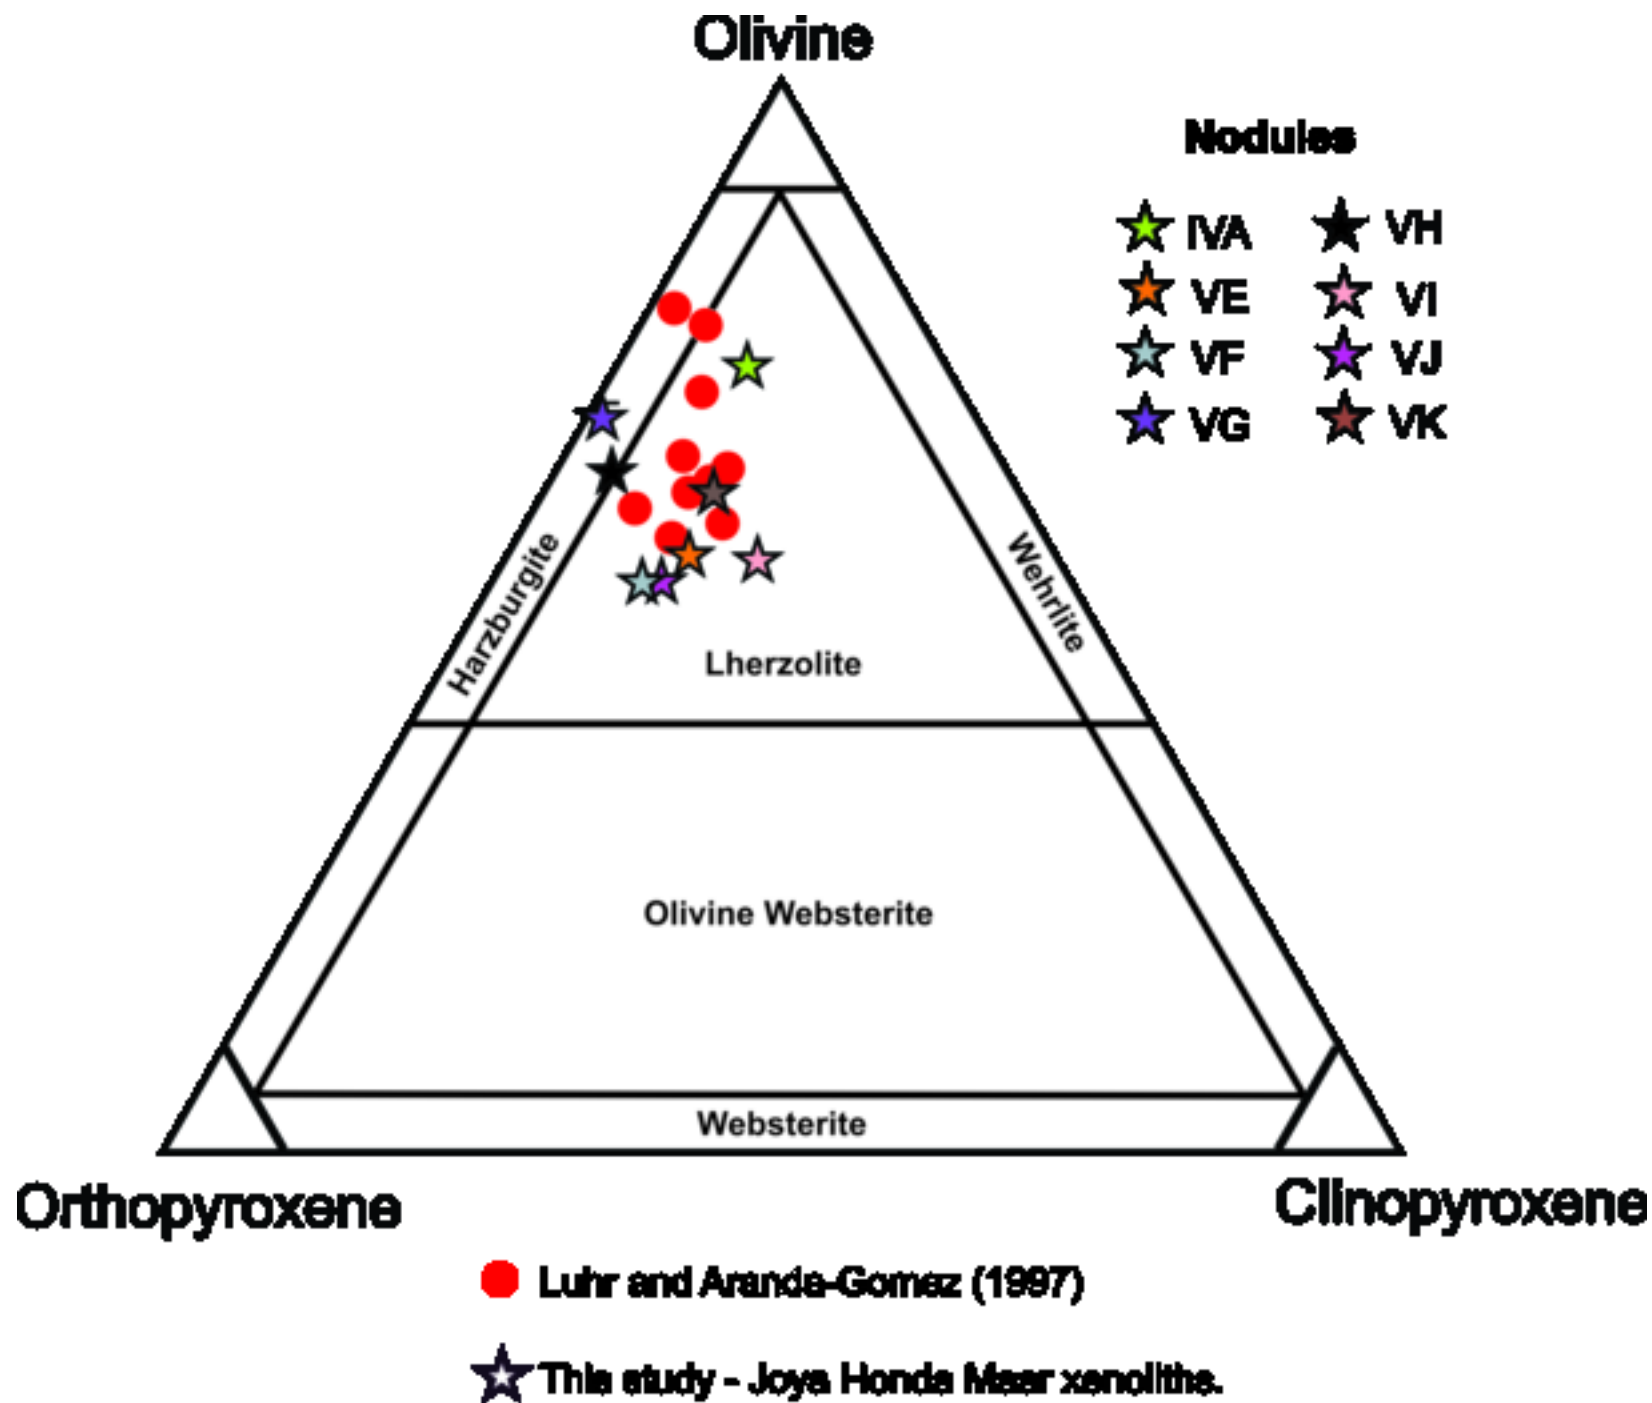 Olivine
Nodules
IVA
VH
VE
VI
VF
VJ
VG
VK
Harzburgite
Wehrlite
Lherzolite
Olivine Websterite
Websterite
Orthopyroxene
Clinopyroxene
Luhr and Aranda-Gomez (1997)
This study - Joya Honda Maar xenoliths.